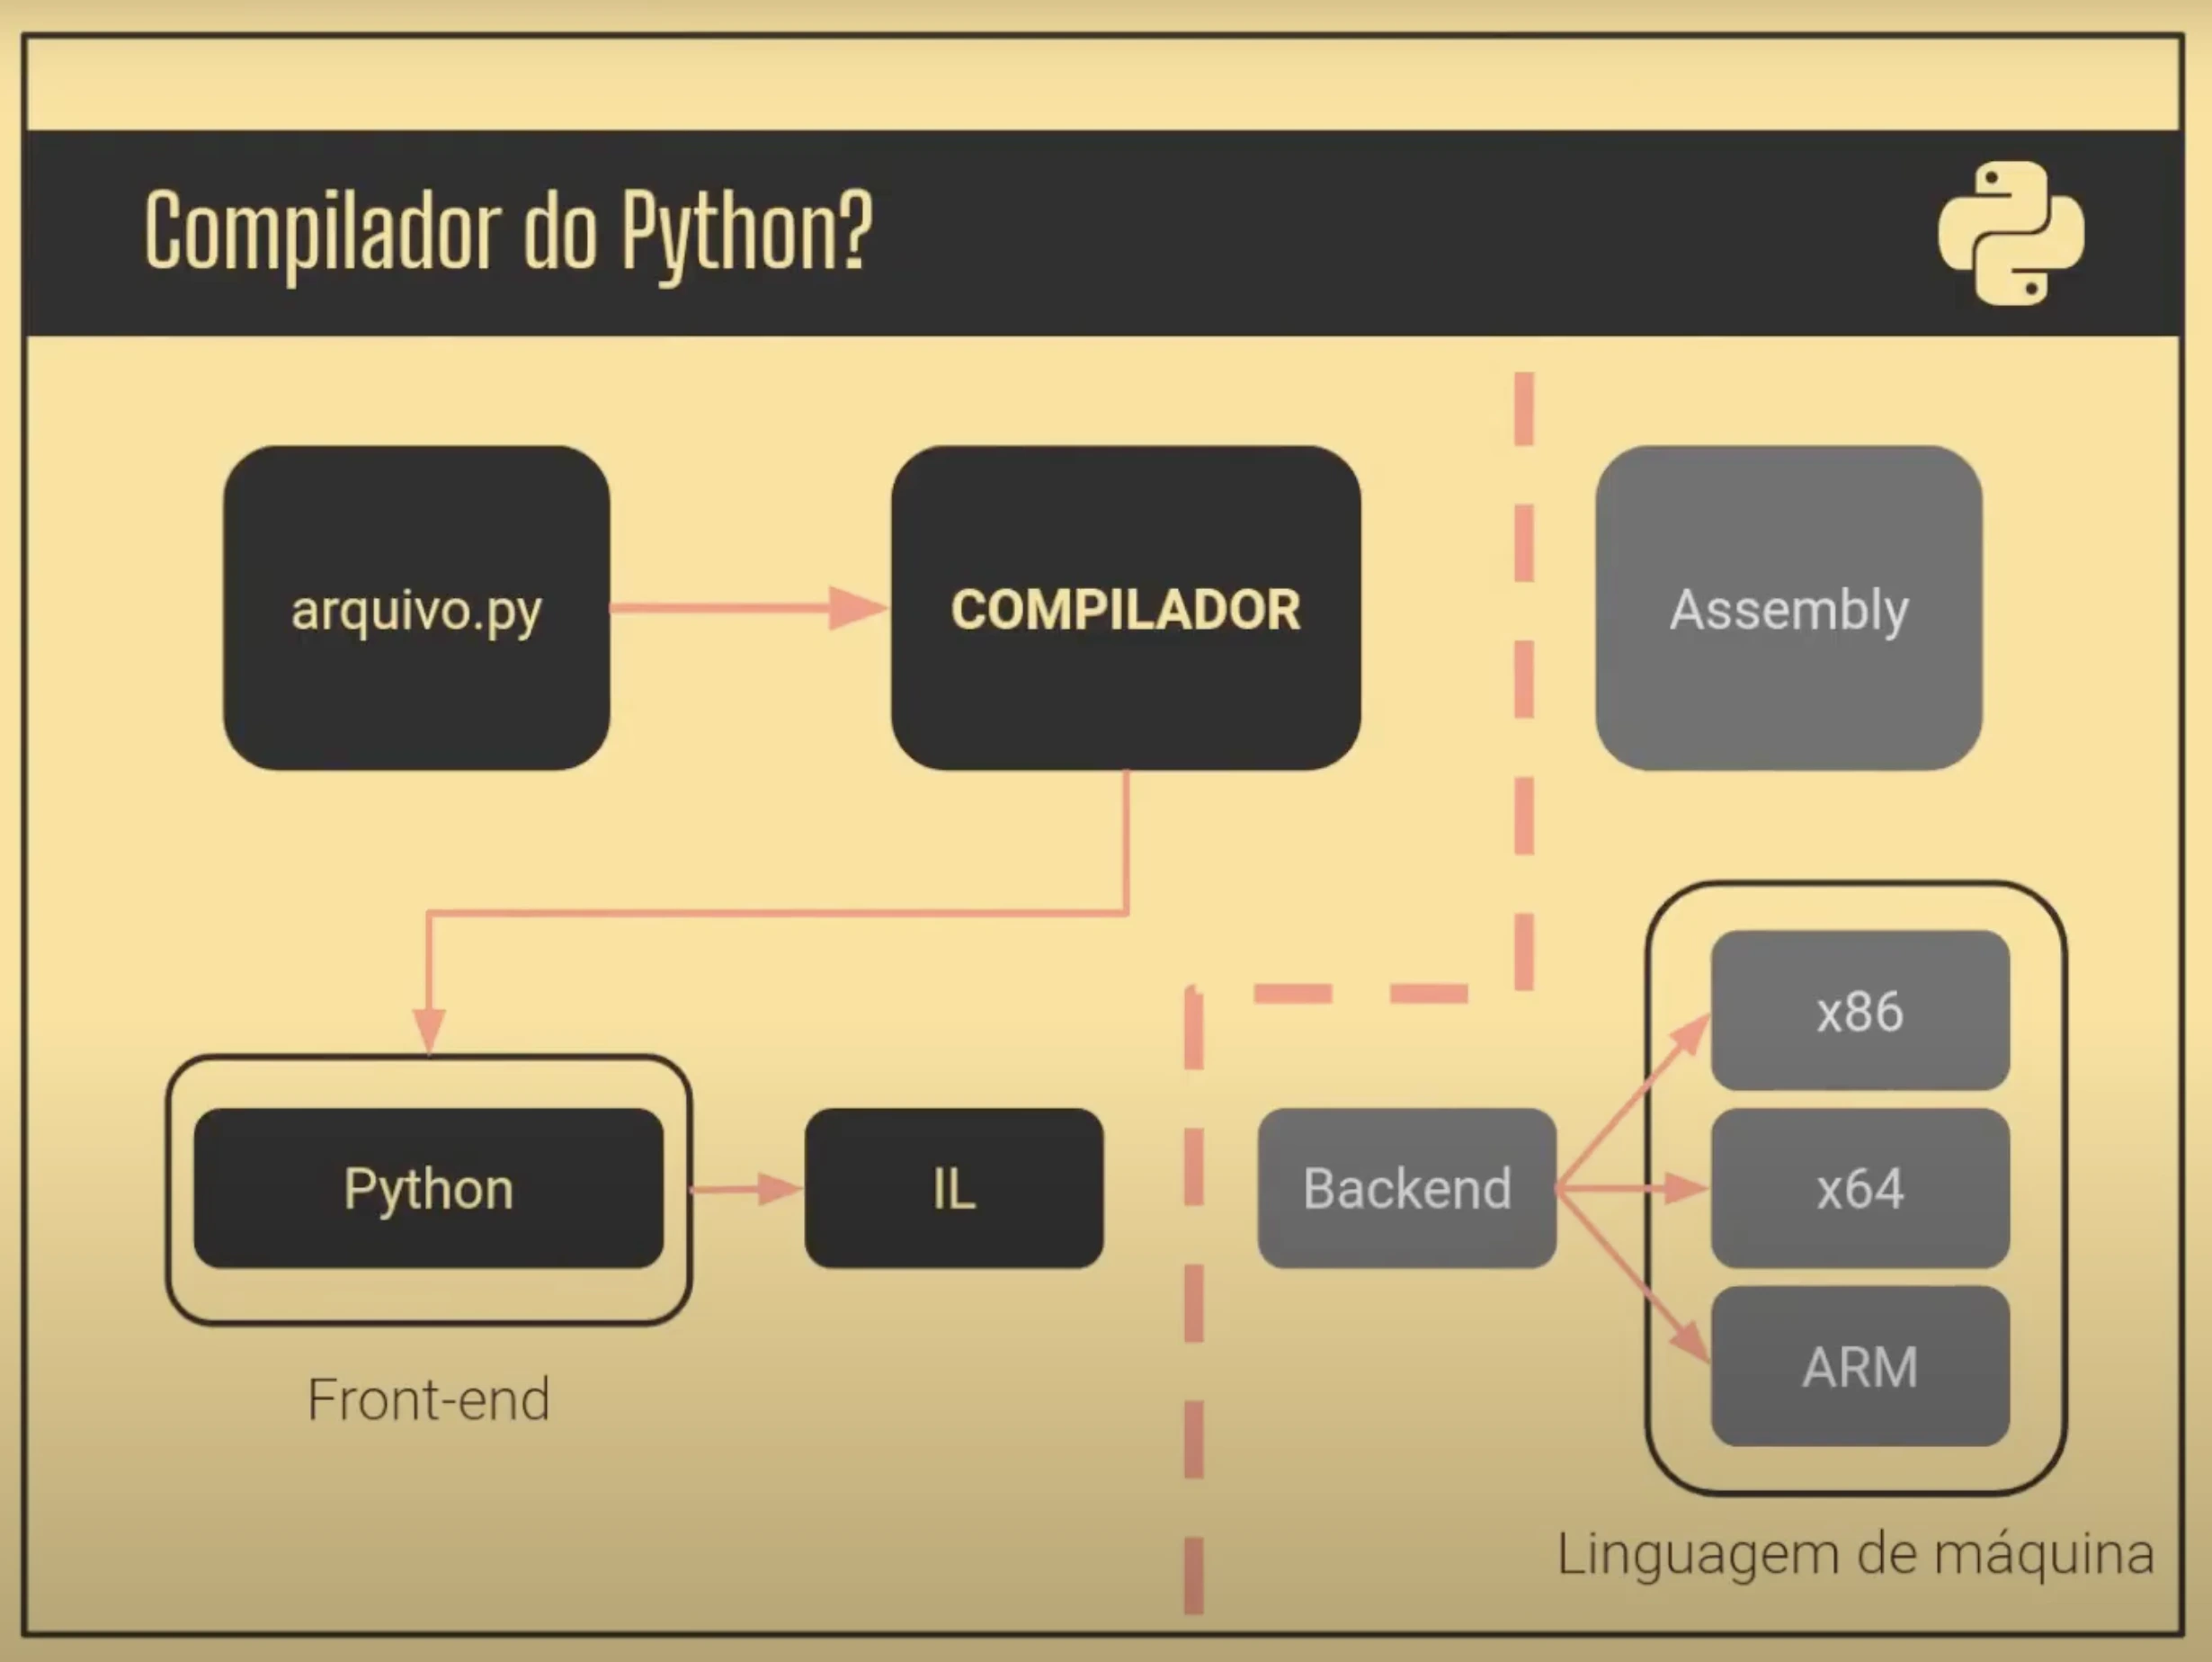 Compilador do Python?
arquivo.py
COMPILADOR
Assembly
Python
IL
Backend
x86
x64
ARM
Front-end
Linguagem de máquina